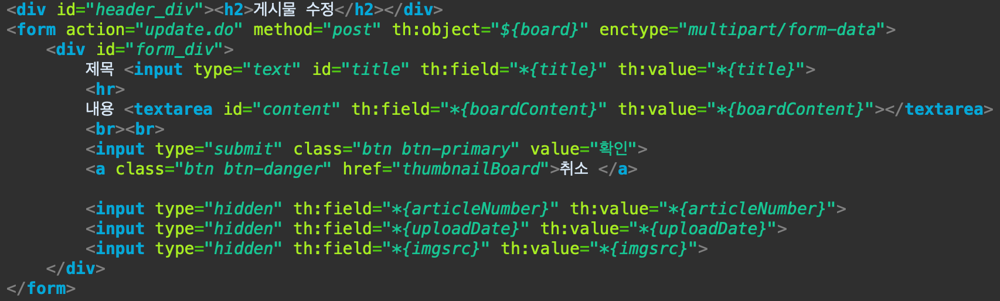 <div id="header_div"><h2>게시물 수정</h2></div>
<form action="update.do" method="post" th:object="${board}" enctype="multipart/form-data">
    <div id="form_div">
        제목 <input type="text" id="title" th:field="*{title}" th:value="*{title}">
        <hr>
        내용 <textarea id="content" th:field="*{boardContent}" th:value="*{boardContent}"></textarea>
        <br><br>
        <input type="submit" class="btn btn-primary" value="확인">
        <a class="btn btn-danger" href="thumbnailBoard">취소 </a>

        <input type="hidden" th:field="*{articleNumber}" th:value="*{articleNumber}">
        <input type="hidden" th:field="*{uploadDate}" th:value="*{uploadDate}">
        <input type="hidden" th:field="*{imgsrc}" th:value="*{imgsrc}">
    </div>
</form>